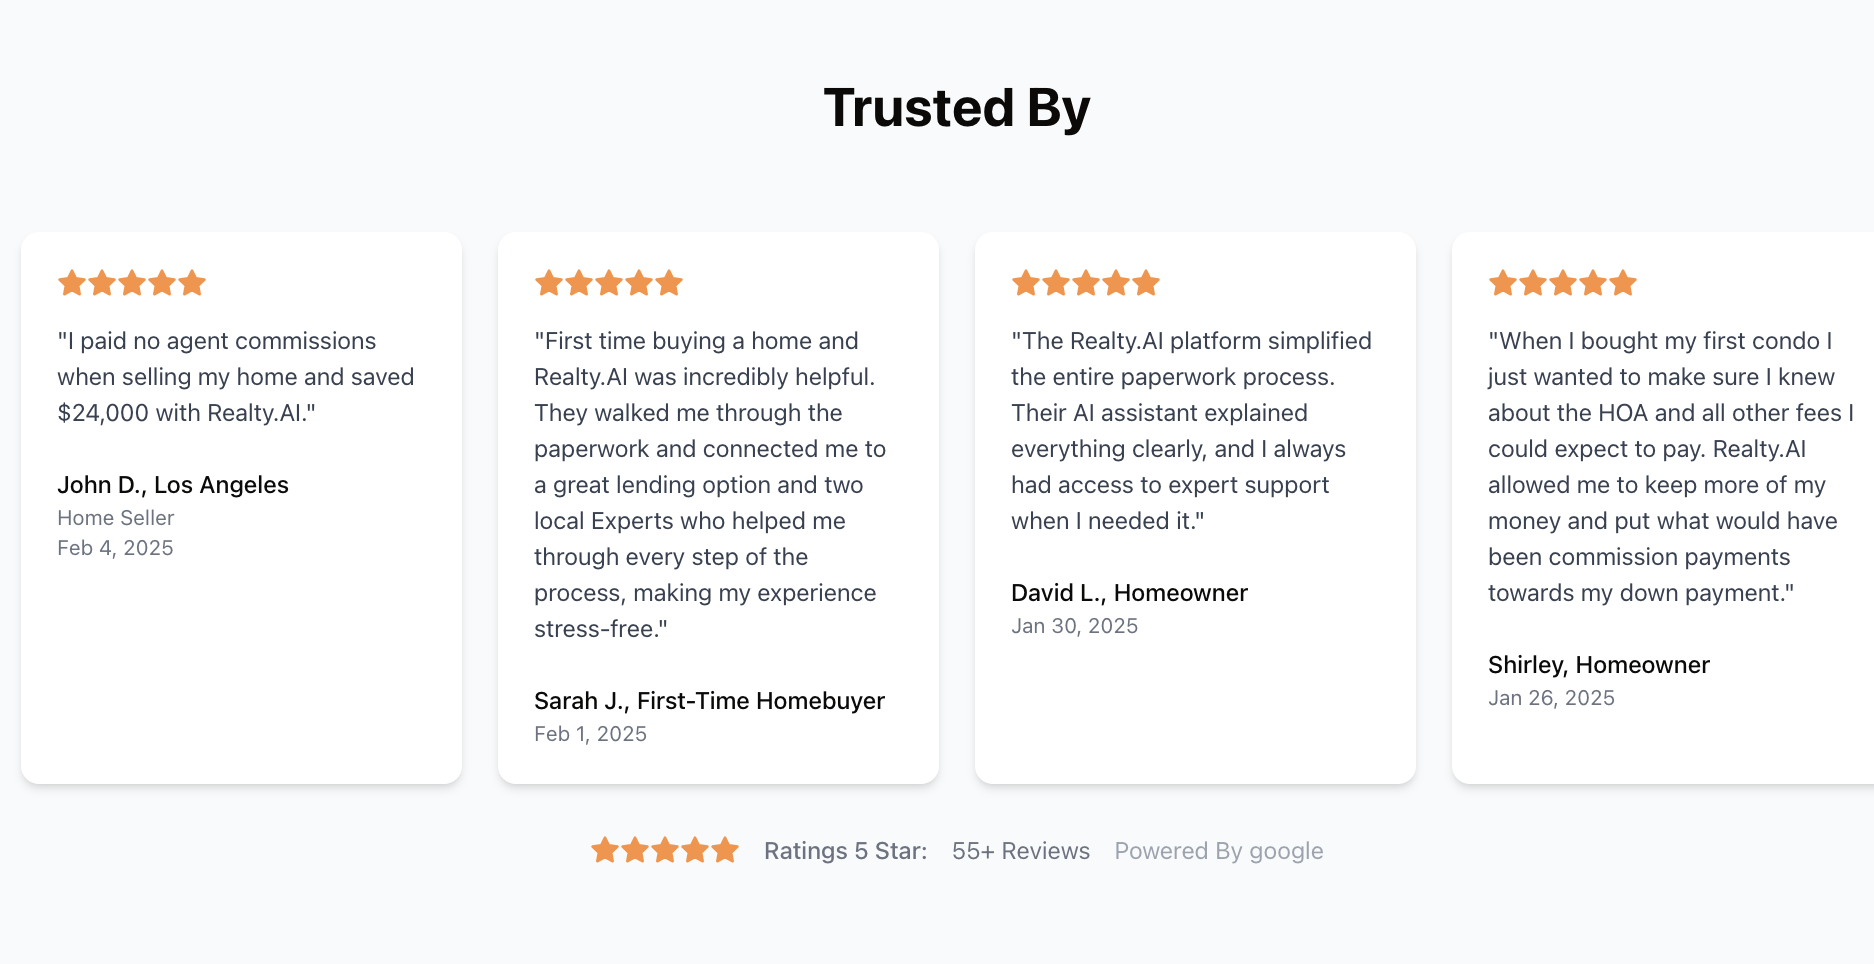 Trusted By
"I paid no agent commissions
when selling my home and saved
$24,000 with Realty.AI."
John D., Los Angeles
Home Seller
Feb 4, 2025
"First time buying a home and
Realty.AI was incredibly helpful.
They walked me through the
paperwork and connected me to
a great lending option and two
local Experts who helped me
through every step of the
process, making my experience
stress-free."
Sarah J., First-Time Homebuyer
Feb 1, 2025
"The Realty.AI platform simplified
the entire paperwork process.
Their AI assistant explained
everything clearly, and I always
had access to expert support
when I needed it."
David L., Homeowner
Jan 30, 2025
"When I bought my first condo I
just wanted to make sure I knew
about the HOA and all other fees I
could expect to pay. Realty.AI
allowed me to keep more of my
money and put what would have
been commission payments
towards my down payment."
Shirley, Homeowner
Jan 26, 2025
Ratings 5 Star: 55+ Reviews Powered By google